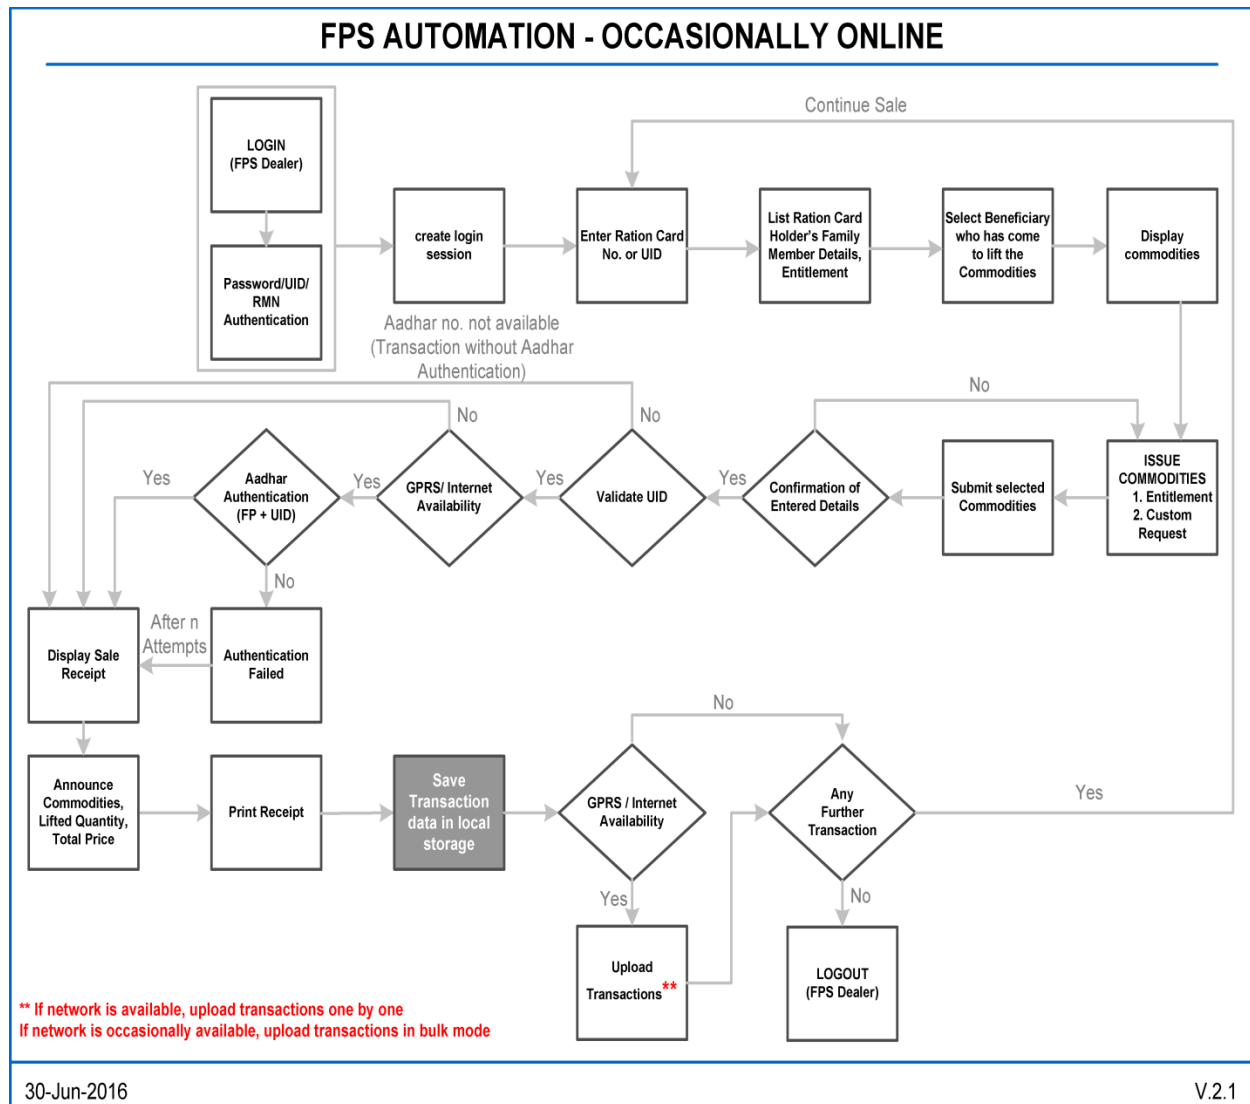 FPS AUTOMATION - OCCASIONALLY ONLINE
Continue Sale
LOGIN
(FPS Dealer)
Password/UID/
RMN
Authentication
create login
session
Enter Ration Card
No. or UID
List Ration Card
Holder's Family
Member Details,
Entitlement
Select Beneficiary
who has come
to lift the
Commodities
Display
commodities
Aadhar no. not available
(Transaction without Aadhar
Authentication)
No
No
Yes
Aadhar
Authentication
(FP + UID)
Yes
GPRS/ Internet
Availability
Yes
Validate UID
Yes
Confirmation of
Entered Details
Submit selected
Commodities
ISSUE
COMMODITIES
1. Entitlement
2. Custom
Request
No
Display Sale
Receipt
After n
Attempts
Authentication
Failed
No
Announce
Commodities,
Lifted Quantity,
Total Price
Print Receipt
Save
Transaction
data in local
storage
GPRS / Internet
Availability
Any
Further
Transaction
Yes
Yes
No
Upload
Transactions**
LOGOUT
(FPS Dealer)
** If network is available, upload transactions one by one
If network is occasionally available, upload transactions in bulk mode
30-Jun-2016
V.2.1